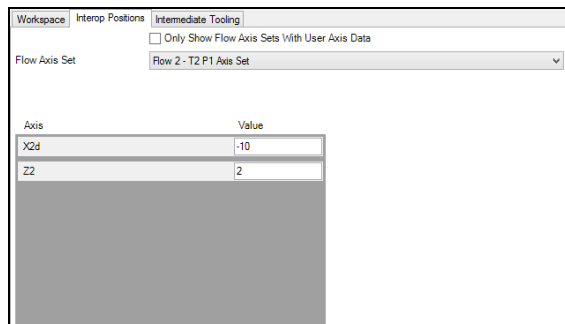 Workspace Interop Positions Intermediate Tooling
Only Show Flow Axis Sets With User Axis Data
Flow Axis Set Flow 2 - T2 P1 Axis Set
Axis Value
X2d -10
Z2 2